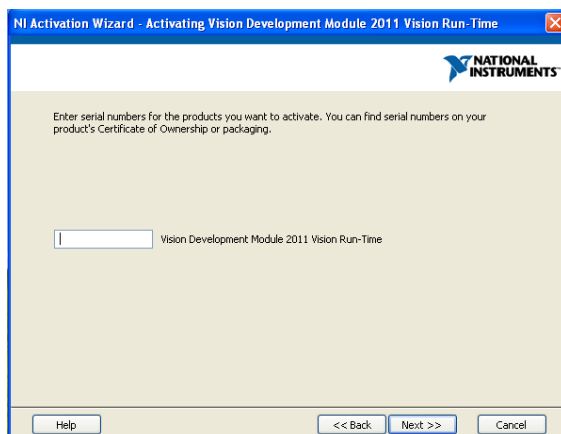 NI Activation Wizard - Activating Vision Development Module 2011 Vision Run-Time
NATIONAL
INSTRUMENTS™
Enter serial numbers for the products you want to activate. You can find serial numbers on your
product's Certificate of Ownership or packaging.
Vision Development Module 2011 Vision Run-Time
Help << Back Next >> Cancel